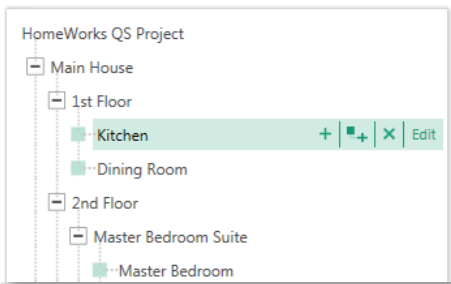 HomeWorks QS Project
Main House
1st Floor
Kitchen Edit
Dining Room
2nd Floor
Master Bedroom Suite
Master Bedroom